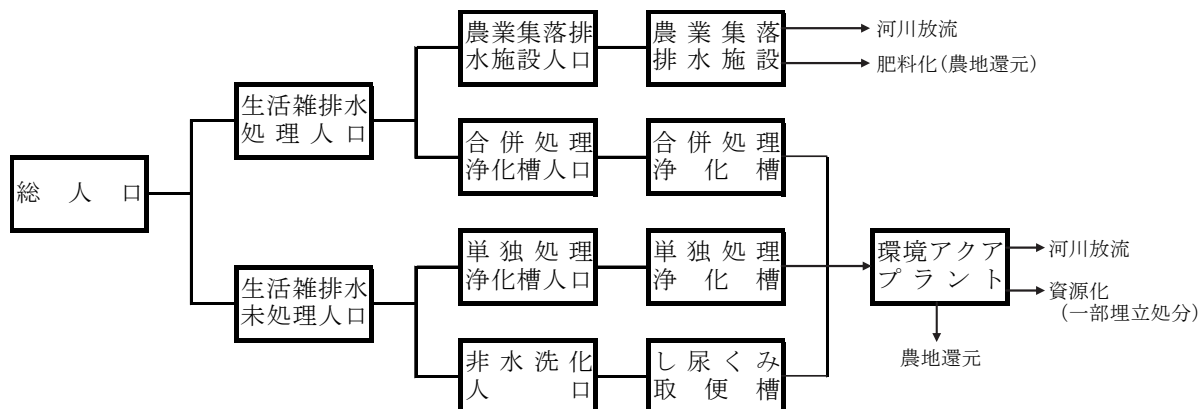 農業集落排
水施設人口
農業集落
排水施設
河川放流
肥料化(農地還元)
生活雑排水
処理人口
合併処理
浄化槽人口
合併処理
浄化槽
総人口
単独処理
浄化槽人口
単独処理
浄化槽
環境アクア
プラント
河川放流
資源化
(一部埋立処分)
農地還元
生活雑排水
未処理人口
非水洗化
人口
し尿くみ
取便槽